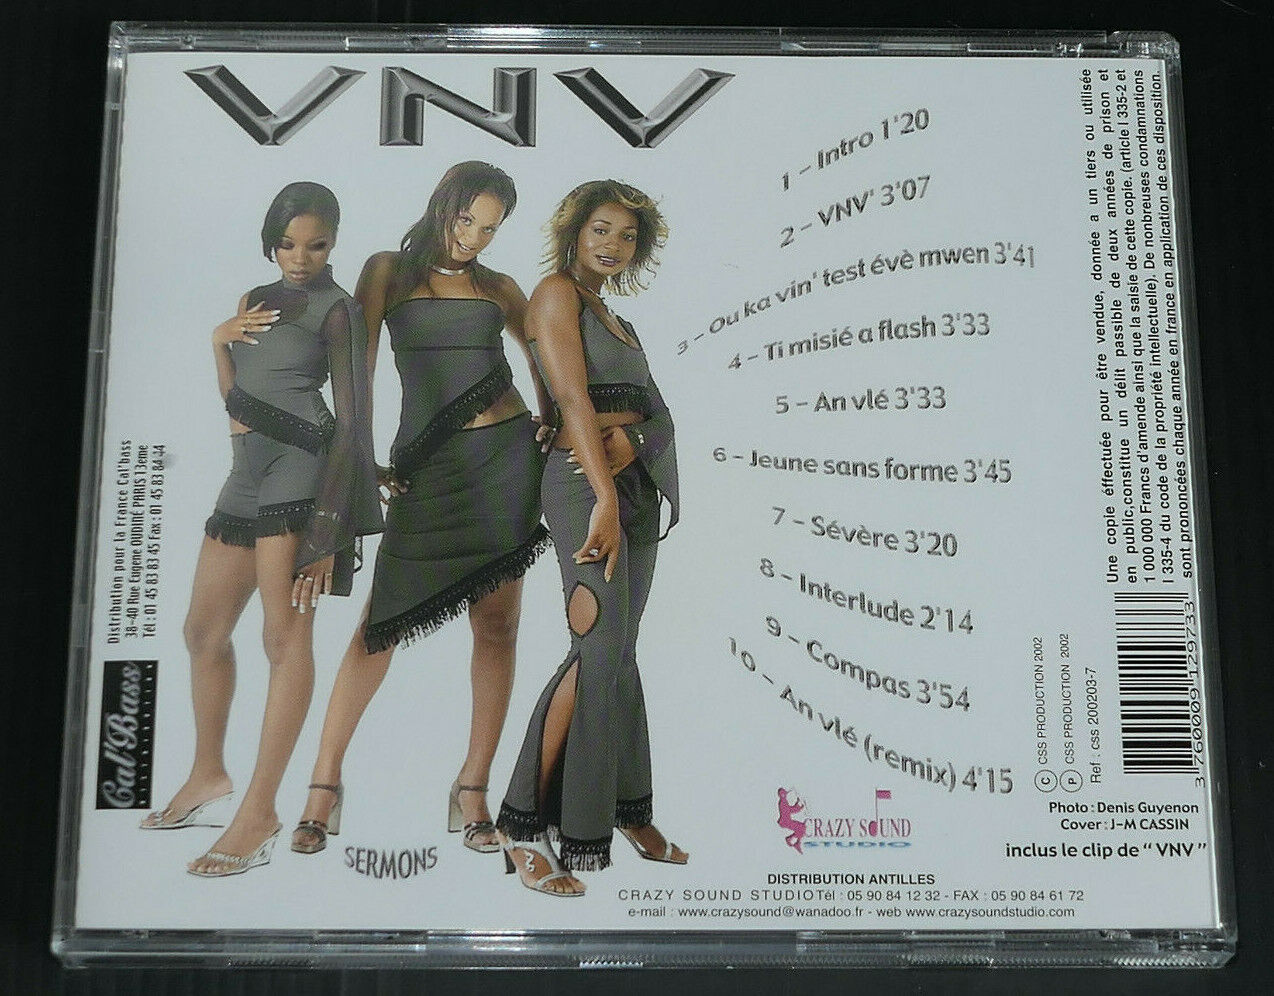 VNV
1 - Intro 1'20
2 - VNV' 3'07
3 - Ou ka vin' test évè mwen 3'41
4 - Ti misié a flash 3'33
5 - An vlé 3'33
6 - Jeune sans forme 3'45
7 - Sévère 3'20
8 - Interlude 2'14
9 - Compas 3'54
10 - An vlé (remix) 4'15
SERMONS
CRAZY SOUND
STUDIO
DISTRIBUTION ANTILLES
CRAZY SOUND STUDIO Tél : 05 90 84 12 32 - FAX : 05 90 84 61 72
e-mail : www.crazysound@wanadoo.fr - web www.crazysoundstudio.com
Distribution pour la France Cal'bass
38-40 Rue Eugene OUDINÉ PARIS 13eme
Tél : 01 45 83 83 45 Fax : 01 45 83 84 44
Cal'Bass
Une copie éffectuée pour être vendue, donnée a un tiers ou utilisée
en public,constitue un délit passible de deux années de prison et
1 000 000 Francs d'amende ainsi que la saisie de cette copie. (article l 335-2 et
l 335-4 du code de la propriété intellectuelle). De nonbreuses condamnations
sont prononcées chaque année en france en application de ces disposition.
C CSS PRODUCTION 2002
P CSS PRODUCTION 2002
Ref : css 200203-7
3 760009 129733
Photo : Denis Guyenon
Cover : J-M CASSIN
inclus le clip de " VNV "